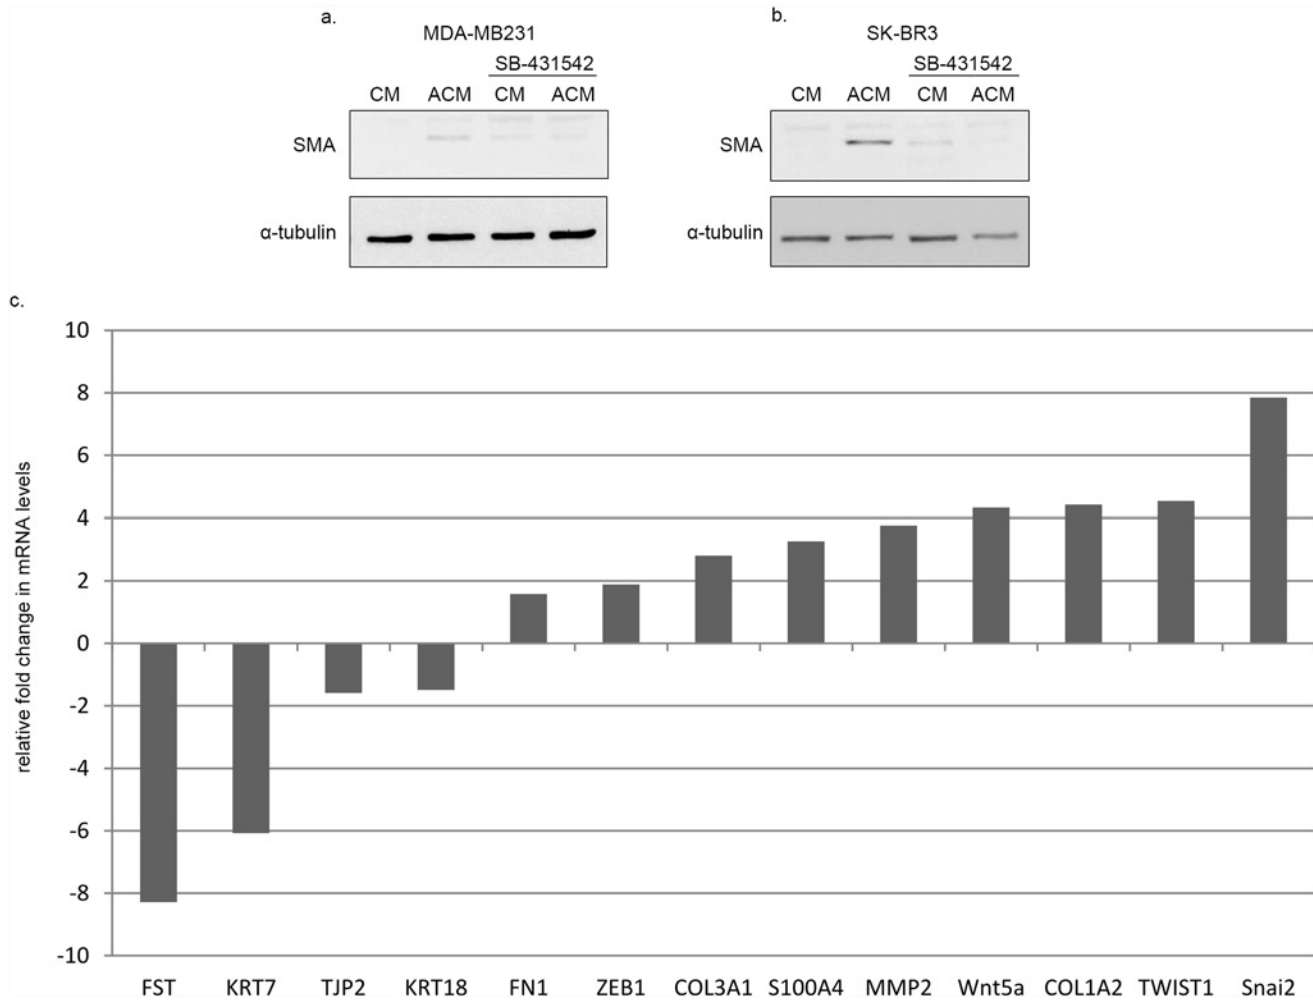 a.
MDA-MB231
SB-431542
CM ACM CM ACM
SMA
α-tubulin
b.
SK-BR3
SB-431542
CM ACM CM ACM
SMA
α-tubulin
c.
relative fold change in mRNA levels
10
8
6
4
2
0
-2
-4
-6
-8
-10
FST KRT7 TJP2 KRT18 FN1 ZEB1 COL3A1 S100A4 MMP2 Wnt5a COL1A2 TWIST1 Snai2